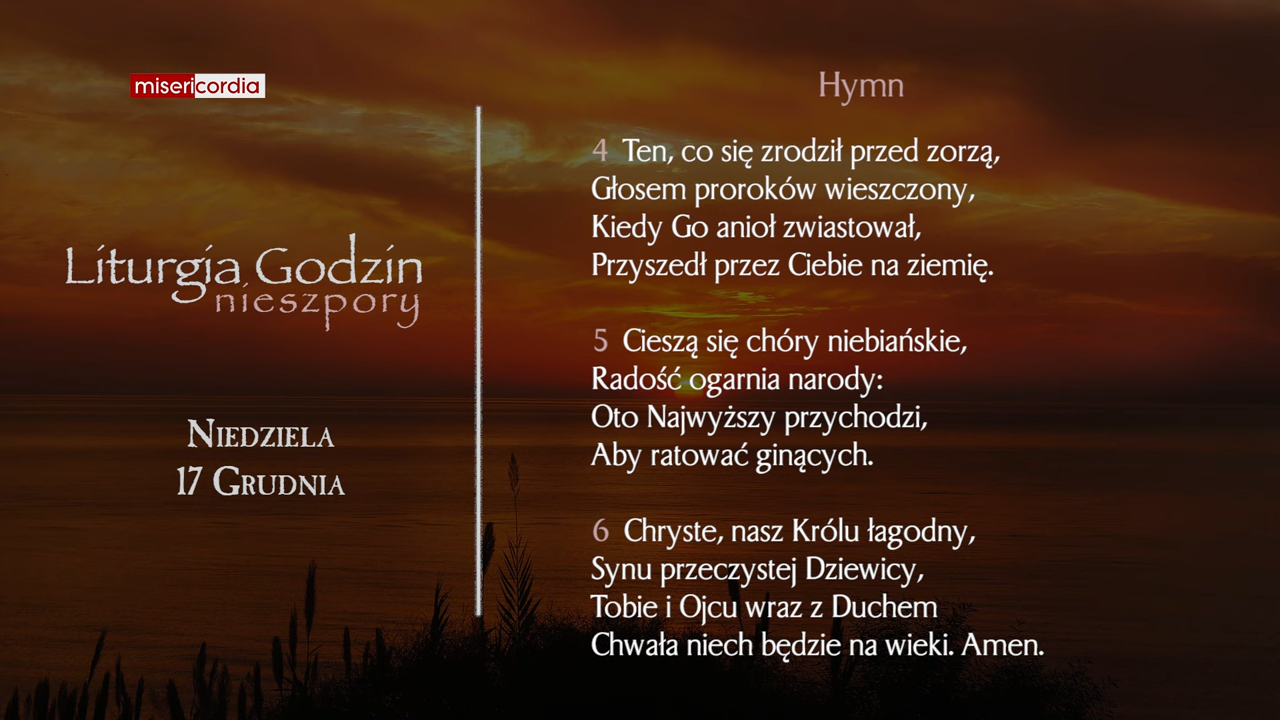 misericordia
Liturgia Godzin
nieszpory
Niedziela
17 Grudnia
Hymn
4 Ten, co się zrodził przed zorzą,
Głosem proroków wieszczony,
Kiedy Go anioł zwiastował,
Przyszedł przez Ciebie na ziemię.
5 Cieszą się chóry niebiańskie,
Radość ogarnia narody:
Oto Najwyższy przychodzi,
Aby ratować ginących.
6 Chryste, nasz Królu łagodny,
Synu przeczystej Dziewicy,
Tobie i Ojcu wraz z Duchem
Chwała niech będzie na wieki. Amen.